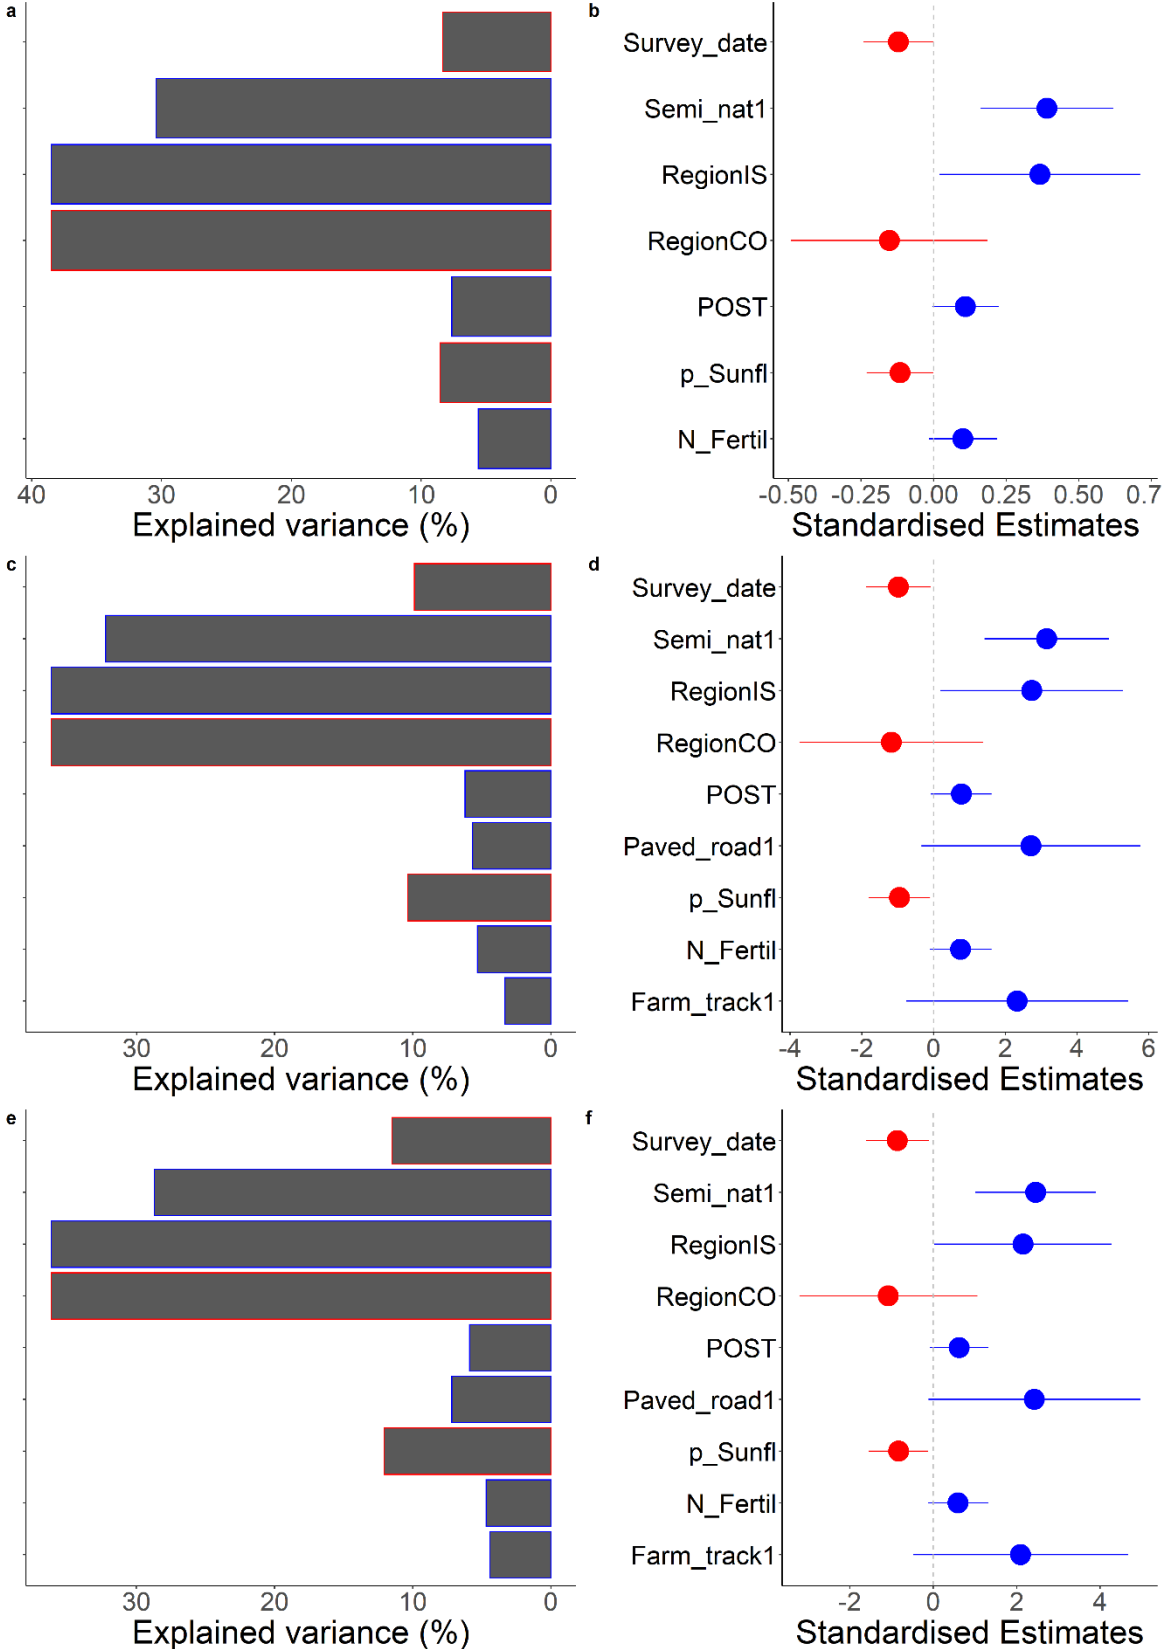 a
40 30 20 10 0
Explained variance (%)
b
Survey_date
Semi_nat1
RegionIS
RegionCO
POST
p_Sunfl
N_Fertil
-0.50 -0.25 0.00 0.25 0.50 0.7
Standardised Estimates
c
30 20 10 0
Explained variance (%)
d
Survey_date
Semi_nat1
RegionIS
RegionCO
POST
Paved_road1
p_Sunfl
N_Fertil
Farm_track1
-4 -2 0 2 4 6
Standardised Estimates
e
30 20 10 0
Explained variance (%)
f
Survey_date
Semi_nat1
RegionIS
RegionCO
POST
Paved_road1
p_Sunfl
N_Fertil
Farm_track1
-2 0 2 4
Standardised Estimates